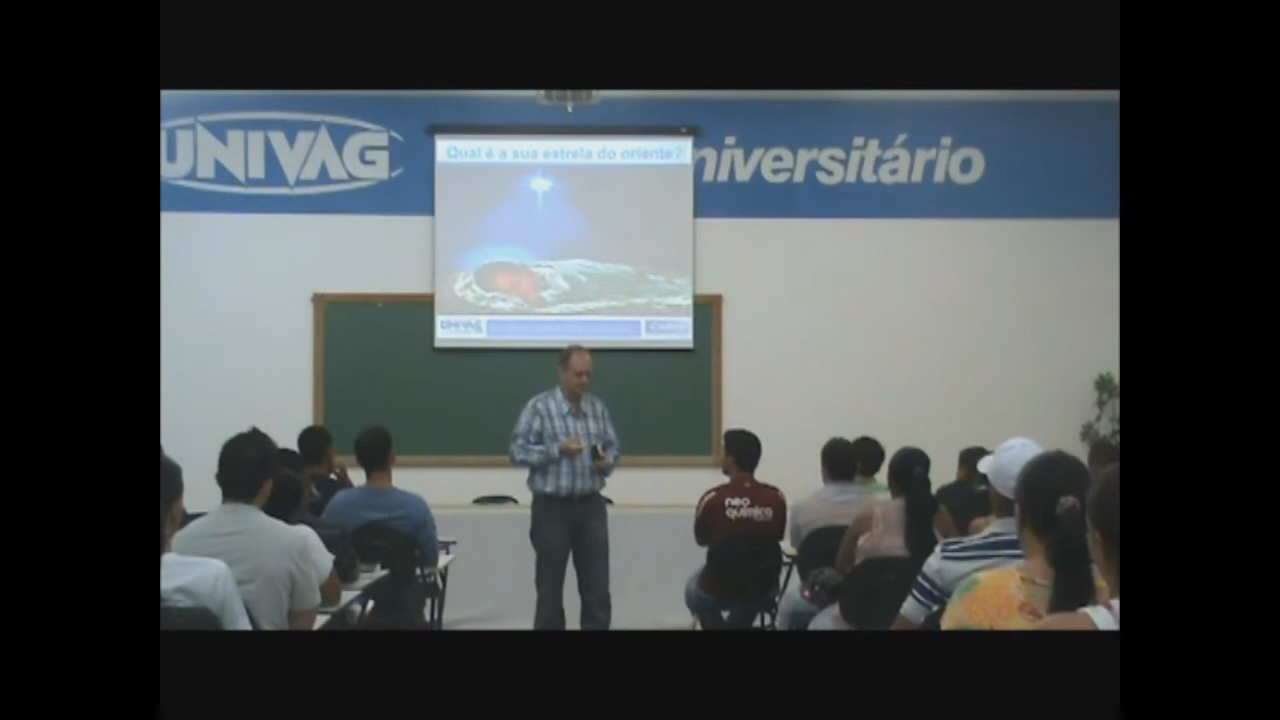 UNIVAG
niversitário
Qual é a sua estrela do oriente?
UNIVAG
neo
química